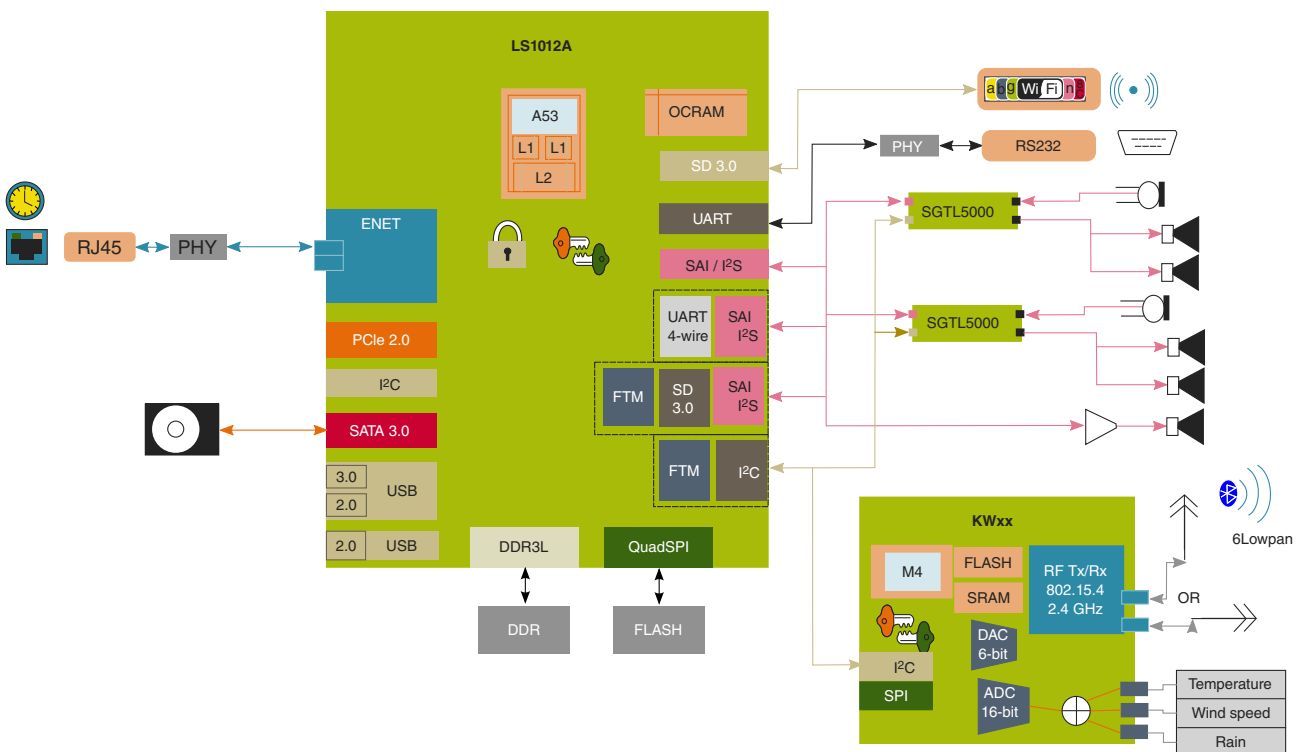 LS1012A
A53
L1 L1
L2
OCRAM
SD 3.0
UART
SAI / I²S
UART
4-wire
SAI
I²S
FTM
SD
3.0
SAI
I²S
FTM
I²C
ENET
RJ45
PHY
PCIe 2.0
I²C
SATA 3.0
3.0
2.0
USB
2.0
USB
DDR3L
QuadSPI
DDR
FLASH
a b g Wi Fi n
PHY
RS232
SGTL5000
SGTL5000
KWxx
M4
FLASH
SRAM
RF Tx/Rx
802.15.4
2.4 GHz
DAC
6-bit
I²C
SPI
ADC
16-bit
6Lowpan
OR
Temperature
Wind speed
Rain